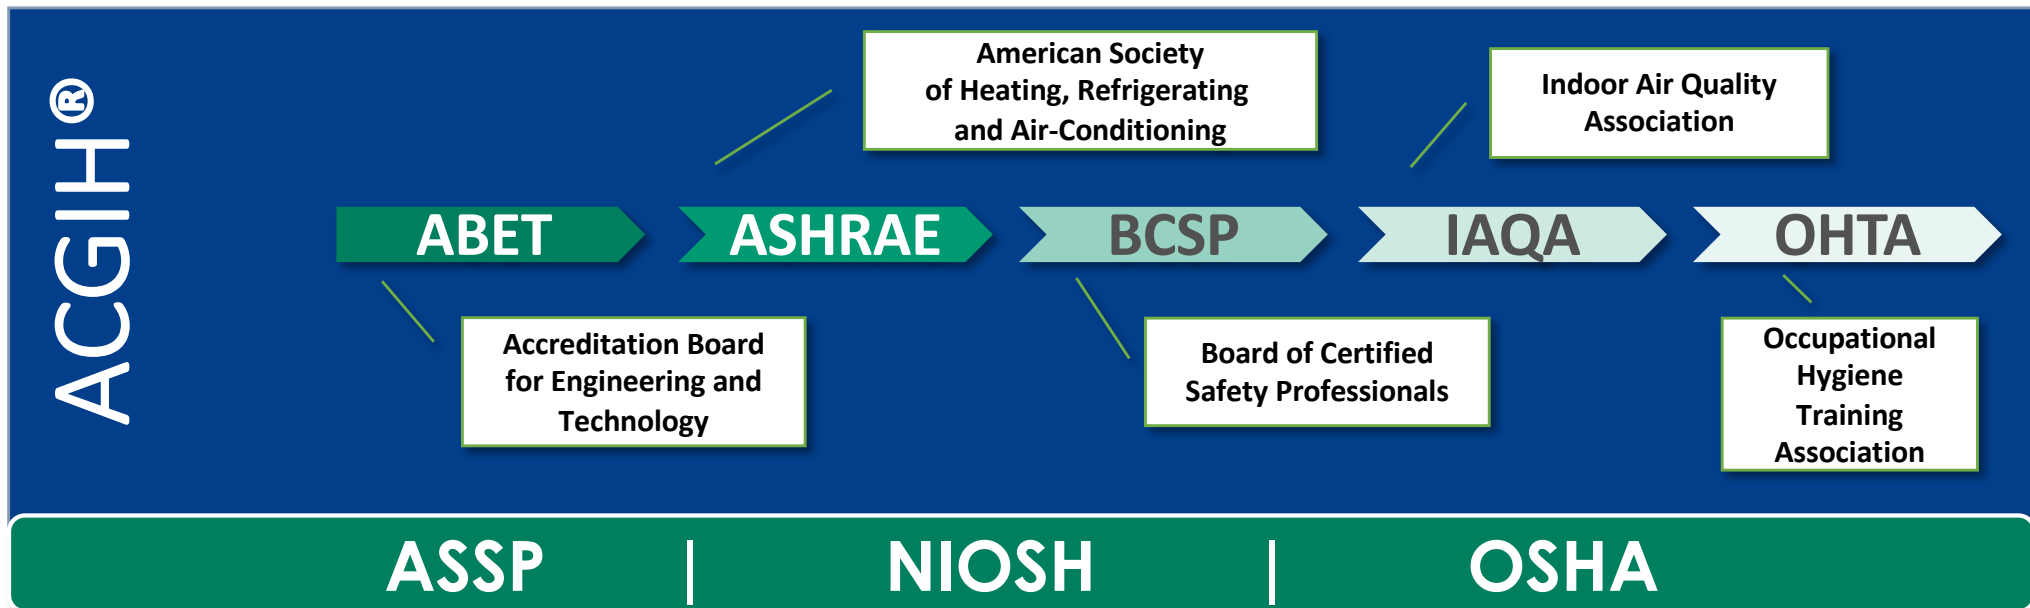 ACGIH®
American Society
of Heating, Refrigerating
and Air-Conditioning
Indoor Air Quality
Association
ABET
ASHRAE
BCSP
IAQA
OHTA
Accreditation Board
for Engineering and
Technology
Board of Certified
Safety Professionals
Occupational
Hygiene
Training
Association
ASSP | NIOSH | OSHA